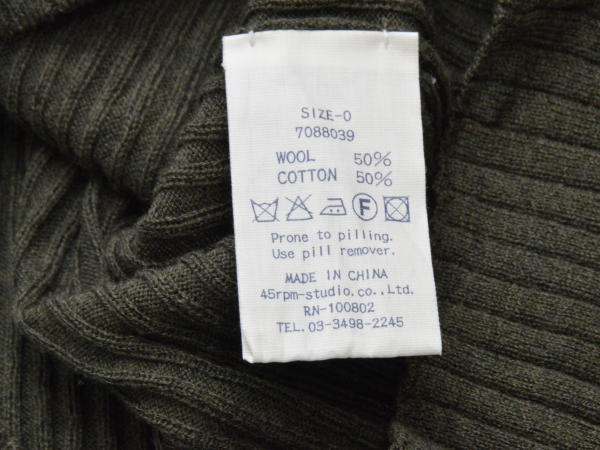 SIZE-0
7088039
WOOL 50%
COTTON 50%
F
Prone to pilling.
Use pill remover.
MADE IN CHINA
45rpm-studio.co.,Ltd.
RN-100802
TEL. 03-3498-2245